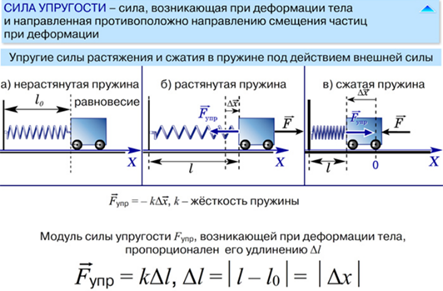 СИЛА УПРУГОСТИ – сила, возникающая при деформации тела
и направленная противоположно направлению смещения частиц
при деформации
Упругие силы растяжения и сжатия в пружине под действием внешней силы
а) нерастянутая пружина б) растянутая пружина в) сжатая пружина
равновесие
l₀
Δx⃗
Δx⃗
F⃗упр
F⃗
F⃗упр
F⃗
l
l
X
X
0
X
F⃗упр = – kΔx⃗, k – жёсткость пружины
Модуль силы упругости Fупр, возникающей при деформации тела,
пропорционален его удлинению Δl
F⃗упр = kΔl, Δl = | l – l₀ | = | Δx |